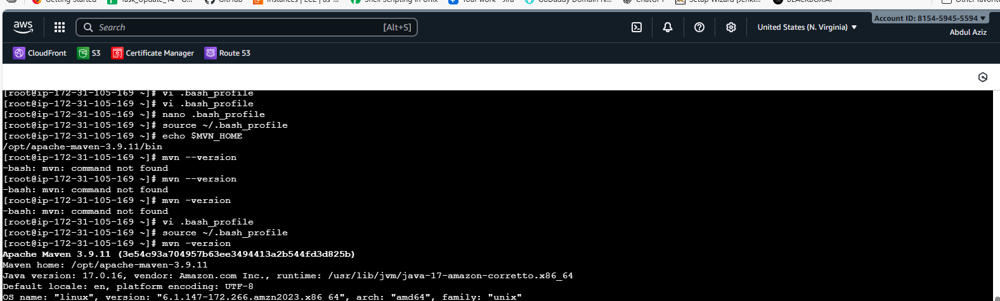 Getting Started
Task_Update_14 - G...
GitHub
Instances | EC2 | us-...
Shell Scripting in Unix
Your work - Jira
GoDaddy Domain N...
ChatGPT
Setup Wizard [Jenki...
BLACKBOX.AI
Other favorit
aws
Search
[Alt+S]
United States (N. Virginia) ▼
Account ID: 8154-5945-5594 ▼
Abdul Aziz
CloudFront
S3
Certificate Manager
Route 53
[root@ip-172-31-105-169 ~]# vi .bash_profile
[root@ip-172-31-105-169 ~]# vi .bash_profile
[root@ip-172-31-105-169 ~]# nano .bash_profile
[root@ip-172-31-105-169 ~]# source ~/.bash_profile
[root@ip-172-31-105-169 ~]# echo $MVN_HOME
/opt/apache-maven-3.9.11/bin
[root@ip-172-31-105-169 ~]# mvn --version
-bash: mvn: command not found
[root@ip-172-31-105-169 ~]# mvn --version
-bash: mvn: command not found
[root@ip-172-31-105-169 ~]# mvn -version
-bash: mvn: command not found
[root@ip-172-31-105-169 ~]# vi .bash_profile
[root@ip-172-31-105-169 ~]# source ~/.bash_profile
[root@ip-172-31-105-169 ~]# mvn -version
Apache Maven 3.9.11 (3e54c93a704957b63ee3494413a2b544fd3d825b)
Maven home: /opt/apache-maven-3.9.11
Java version: 17.0.16, vendor: Amazon.com Inc., runtime: /usr/lib/jvm/java-17-amazon-corretto.x86_64
Default locale: en, platform encoding: UTF-8
OS name: "linux", version: "6.1.147-172.266.amzn2023.x86_64", arch: "amd64", family: "unix"